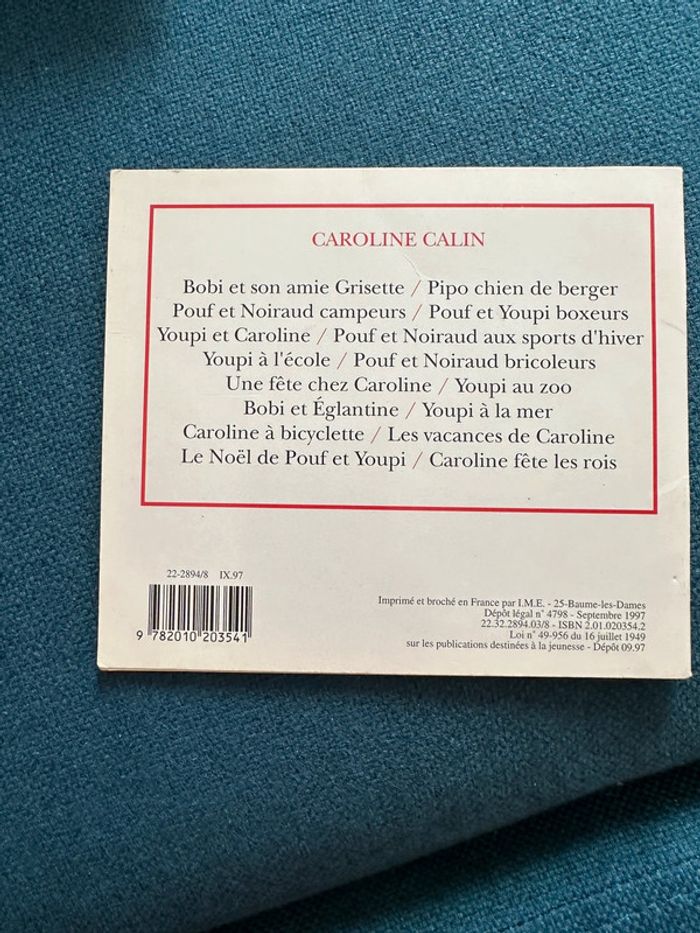 CAROLINE CALIN
Bobi et son amie Grisette / Pipo chien de berger
Pouf et Noiraud campeurs / Pouf et Youpi boxeurs
Youpi et Caroline / Pouf et Noiraud aux sports d'hiver
Youpi à l'école / Pouf et Noiraud bricoleurs
Une fête chez Caroline / Youpi au zoo
Bobi et Églantine / Youpi à la mer
Caroline à bicyclette / Les vacances de Caroline
Le Noël de Pouf et Youpi / Caroline fête les rois
22-2894/8 IX.97
9 782010 203541
Imprimé et broché en France par I.M.E. - 25-Baume-les-Dames
Dépôt légal n° 4798 - Septembre 1997
22.32.2894.03/8 - ISBN 2.01.020354.2
Loi n° 49-956 du 16 juillet 1949
sur les publications destinées à la jeunesse - Dépôt 09.97